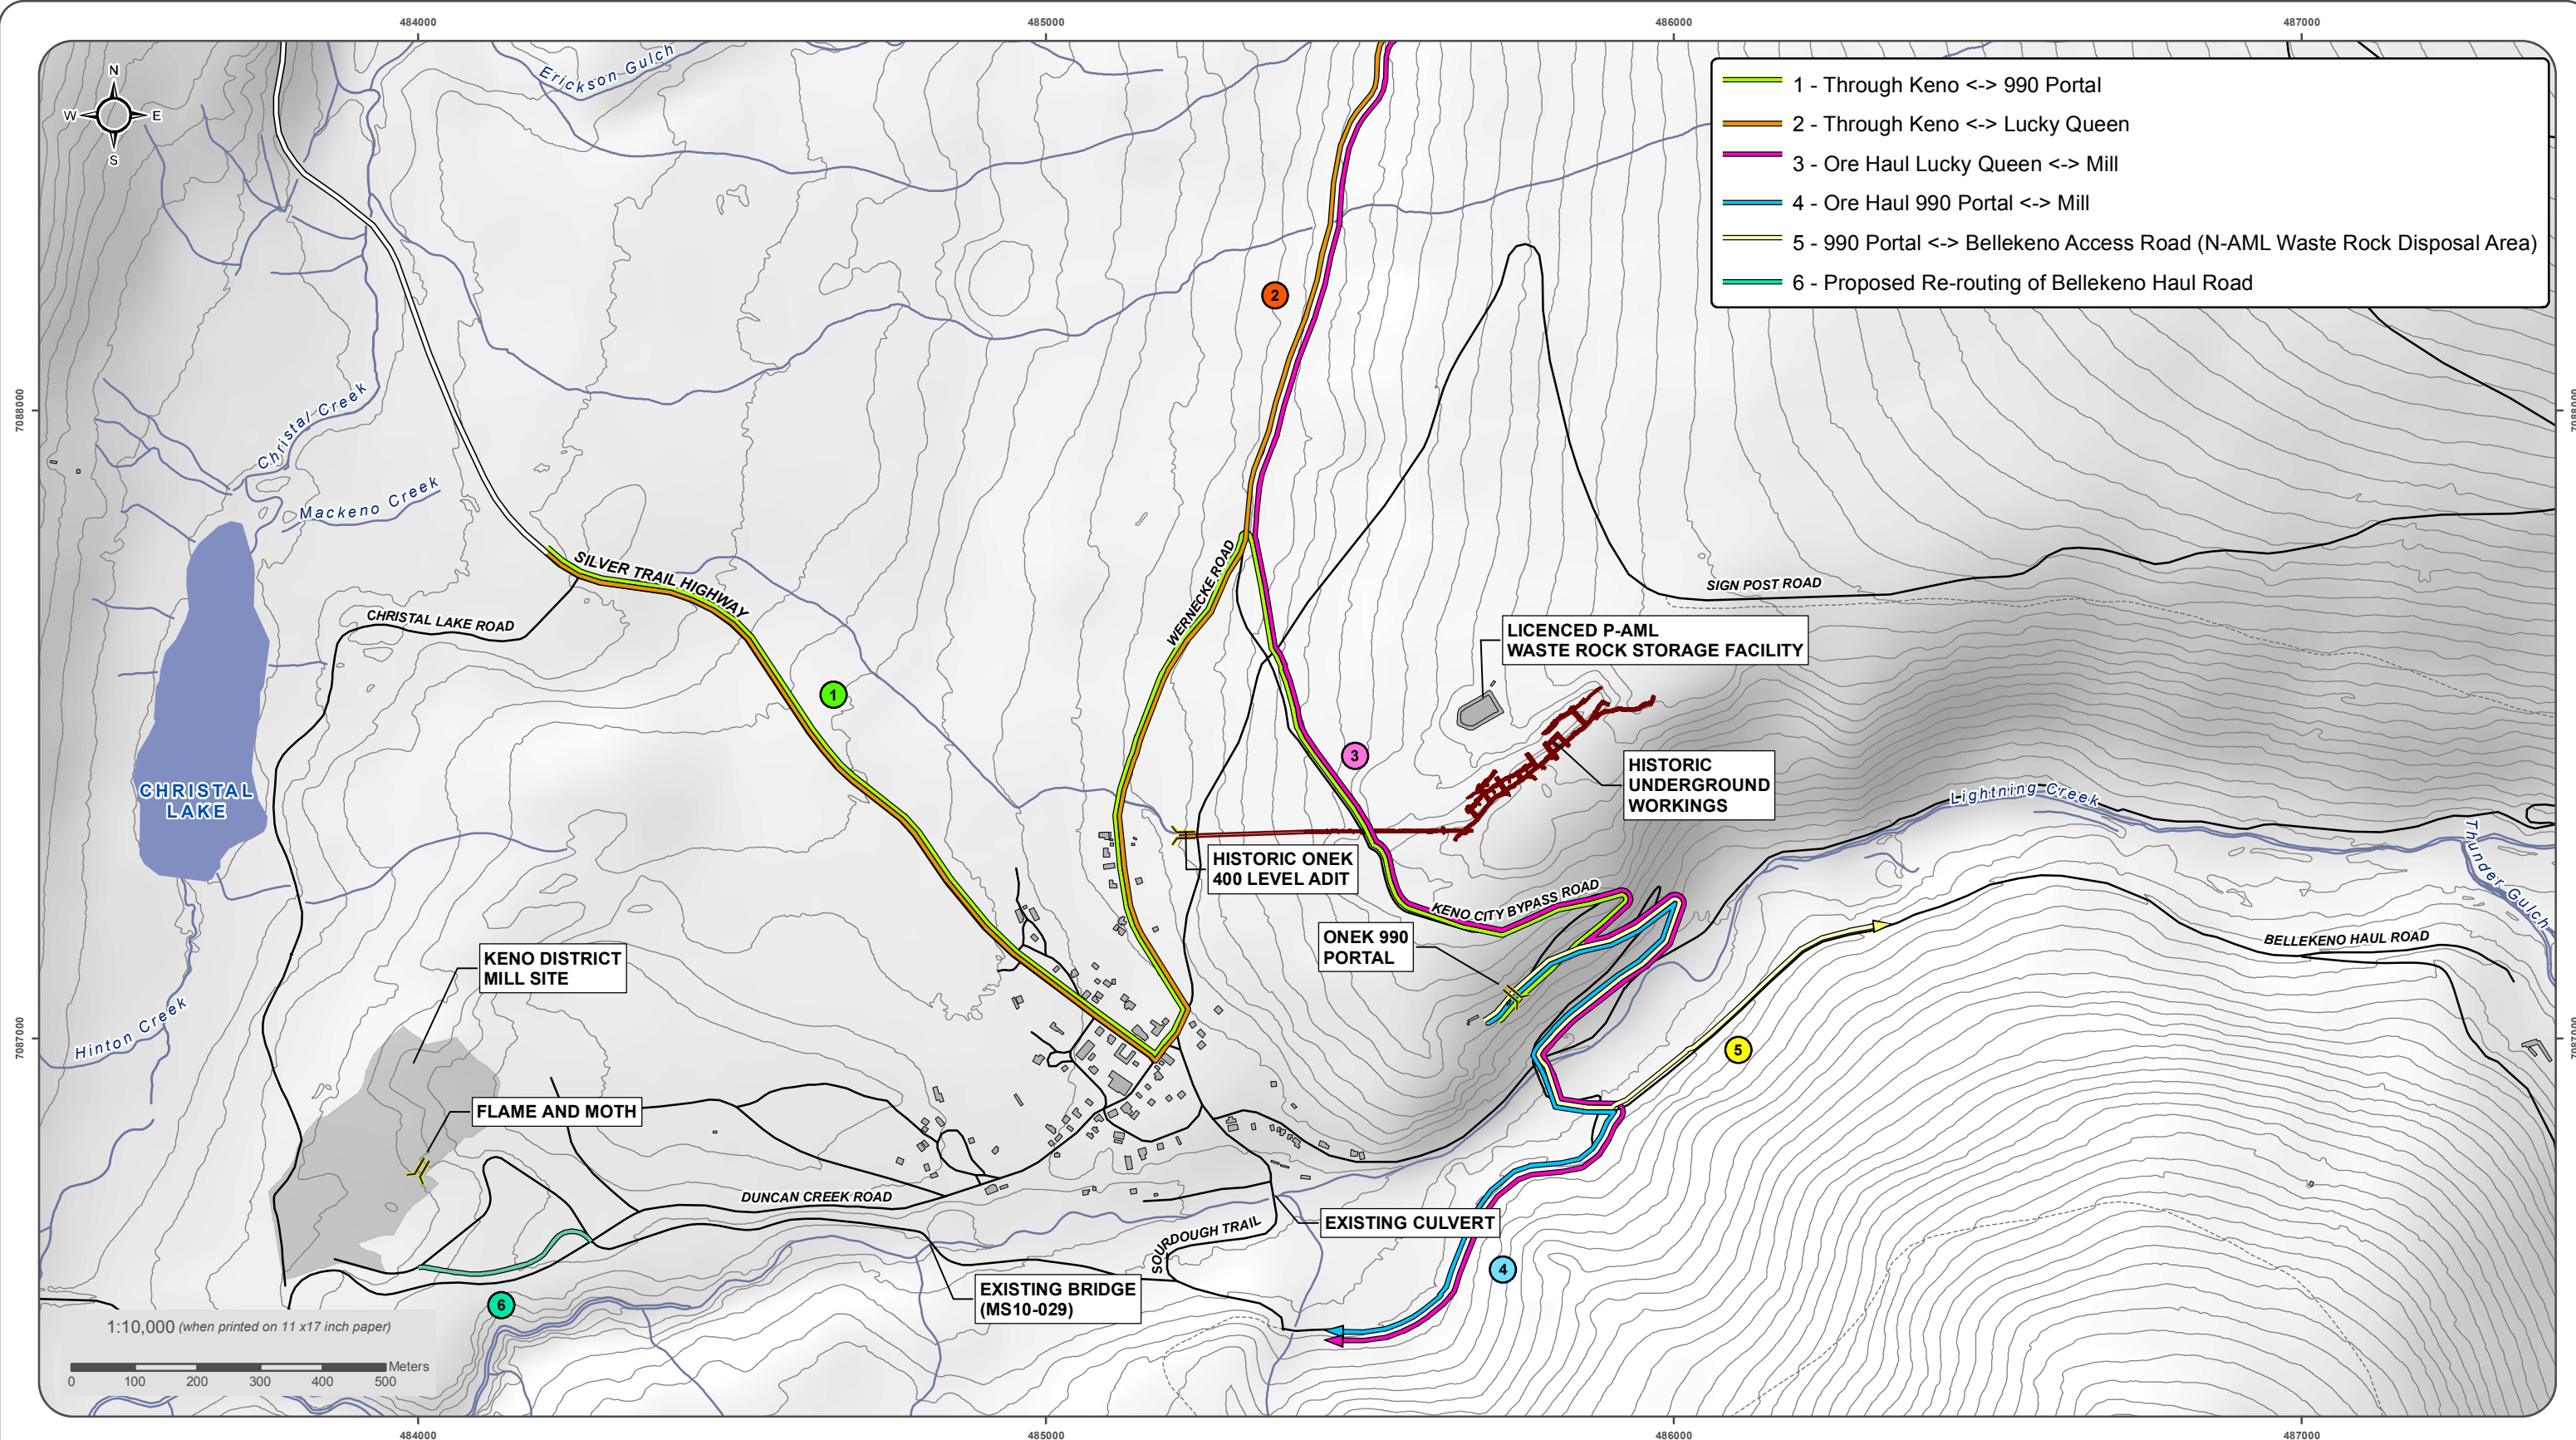 484000
485000
486000
487000
N
W
E
S
Erickson Gulch
1 - Through Keno <-> 990 Portal
2 - Through Keno <-> Lucky Queen
3 - Ore Haul Lucky Queen <-> Mill
4 - Ore Haul 990 Portal <-> Mill
5 - 990 Portal <-> Bellekeno Access Road (N-AML Waste Rock Disposal Area)
6 - Proposed Re-routing of Bellekeno Haul Road
2
7088000
7088000
Christal Creek
Mackeno Creek
SILVER TRAIL HIGHWAY
WERNECKE ROAD
SIGN POST ROAD
CHRISTAL LAKE ROAD
LICENCED P-AML
WASTE ROCK STORAGE FACILITY
1
3
HISTORIC
UNDERGROUND
WORKINGS
CHRISTAL
LAKE
Lightning Creek
Thunder Gulch
HISTORIC ONEK
400 LEVEL ADIT
KENO CITY BYPASS ROAD
ONEK 990
PORTAL
BELLEKENO HAUL ROAD
KENO DISTRICT
MILL SITE
Hinton Creek
7087000
7087000
5
FLAME AND MOTH
DUNCAN CREEK ROAD
SOURDOUGH TRAIL
EXISTING CULVERT
4
EXISTING BRIDGE
(MS10-029)
6
1:10,000 (when printed on 11 x17 inch paper)
Meters
0 100 200 300 400 500
484000
485000
486000
487000